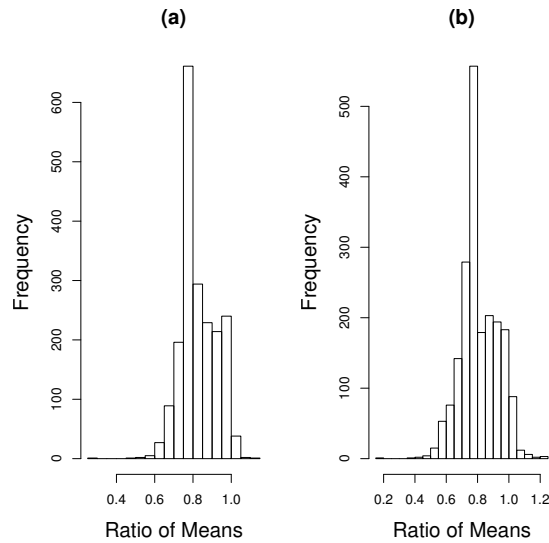 (a)
Frequency
0 100 200 300 400 500 600
0.4 0.6 0.8 1.0
Ratio of Means
(b)
Frequency
0 100 200 300 400 500
0.2 0.4 0.6 0.8 1.0 1.2
Ratio of Means